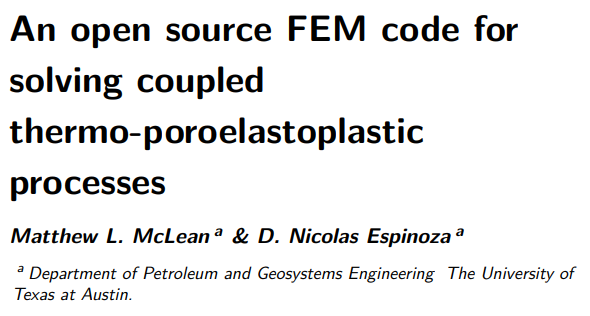 An open source FEM code for
solving coupled
thermo-poroelastoplastic
processes
Matthew L. McLean a & D. Nicolas Espinoza a
a Department of Petroleum and Geosystems Engineering The University of
Texas at Austin.